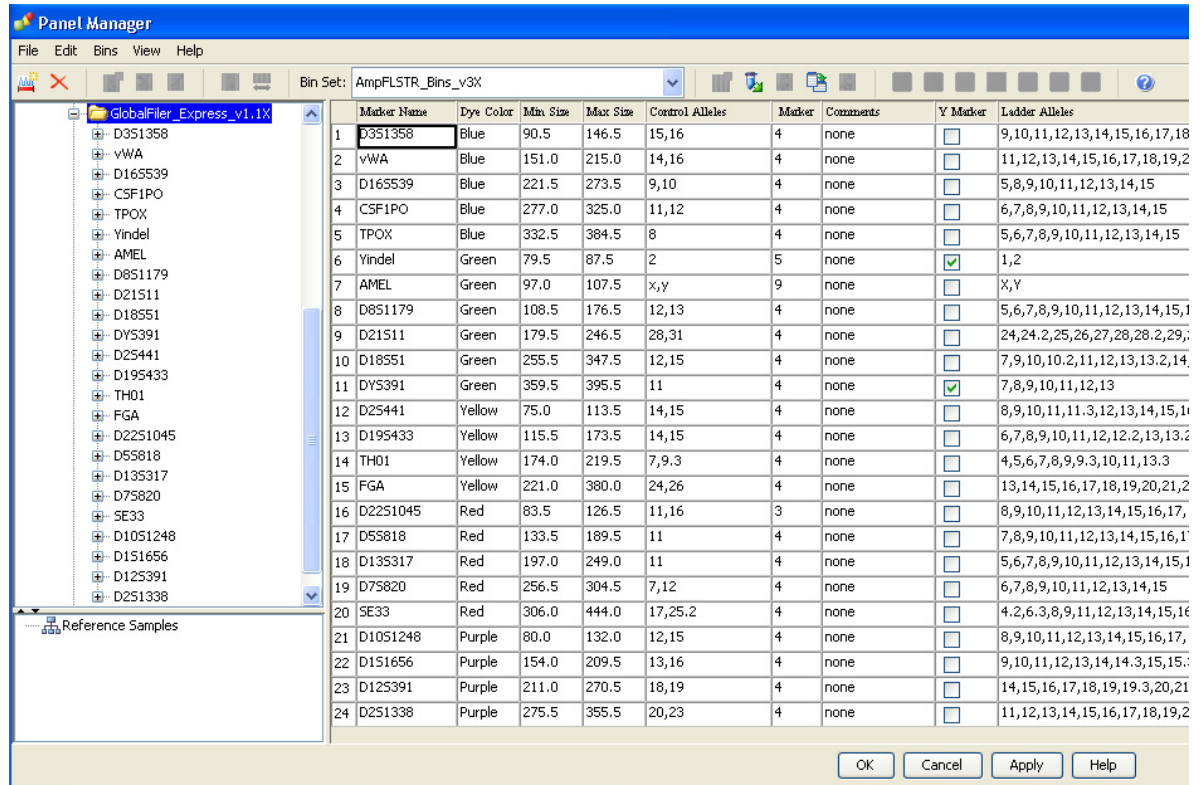 Panel Manager
File Edit Bins View Help
Bin Set: AmpFLSTR_Bins_v3X
GlobalFiler_Express_v1.1X
D3S1358
vWA
D16S539
CSF1PO
TPOX
Yindel
AMEL
D8S1179
D21S11
D18S51
DYS391
D2S441
D19S433
TH01
FGA
D22S1045
D5S818
D13S317
D7S820
SE33
D10S1248
D1S1656
D12S391
D2S1338
Reference Samples
Marker Name Dye Color Min Size Max Size Control Alleles Marker Comments Y Marker Ladder Alleles
1 D3S1358 Blue 90.5 146.5 15,16 4 none 9,10,11,12,13,14,15,16,17,18
2 vWA Blue 151.0 215.0 14,16 4 none 11,12,13,14,15,16,17,18,19,2
3 D16S539 Blue 221.5 273.5 9,10 4 none 5,8,9,10,11,12,13,14,15
4 CSF1PO Blue 277.0 325.0 11,12 4 none 6,7,8,9,10,11,12,13,14,15
5 TPOX Blue 332.5 384.5 8 4 none 5,6,7,8,9,10,11,12,13,14,15
6 Yindel Green 79.5 87.5 2 5 none 1,2
7 AMEL Green 97.0 107.5 x,y 9 none X,Y
8 D8S1179 Green 108.5 176.5 12,13 4 none 5,6,7,8,9,10,11,12,13,14,15,1
9 D21S11 Green 179.5 246.5 28,31 4 none 24,24.2,25,26,27,28,28.2,29,
10 D18S51 Green 255.5 347.5 12,15 4 none 7,9,10,10.2,11,12,13,13.2,14,
11 DYS391 Green 359.5 395.5 11 4 none 7,8,9,10,11,12,13
12 D2S441 Yellow 75.0 113.5 14,15 4 none 8,9,10,11,11.3,12,13,14,15,16
13 D19S433 Yellow 115.5 173.5 14,15 4 none 6,7,8,9,10,11,12,12.2,13,13.2
14 TH01 Yellow 174.0 219.5 7,9.3 4 none 4,5,6,7,8,9,9.3,10,11,13.3
15 FGA Yellow 221.0 380.0 24,26 4 none 13,14,15,16,17,18,19,20,21,2
16 D22S1045 Red 83.5 126.5 11,16 3 none 8,9,10,11,12,13,14,15,16,17,
17 D5S818 Red 133.5 189.5 11 4 none 7,8,9,10,11,12,13,14,15,16,1
18 D13S317 Red 197.0 249.0 11 4 none 5,6,7,8,9,10,11,12,13,14,15,1
19 D7S820 Red 256.5 304.5 7,12 4 none 6,7,8,9,10,11,12,13,14,15
20 SE33 Red 306.0 444.0 17,25.2 4 none 4.2,6.3,8,9,11,12,13,14,15,16
21 D10S1248 Purple 80.0 132.0 12,15 4 none 8,9,10,11,12,13,14,15,16,17,
22 D1S1656 Purple 154.0 209.5 13,16 4 none 9,10,11,12,13,14,14.3,15,15.
23 D12S391 Purple 211.0 270.5 18,19 4 none 14,15,16,17,18,19,19.3,20,21
24 D2S1338 Purple 275.5 355.5 20,23 4 none 11,12,13,14,15,16,17,18,19,2
OK Cancel Apply Help